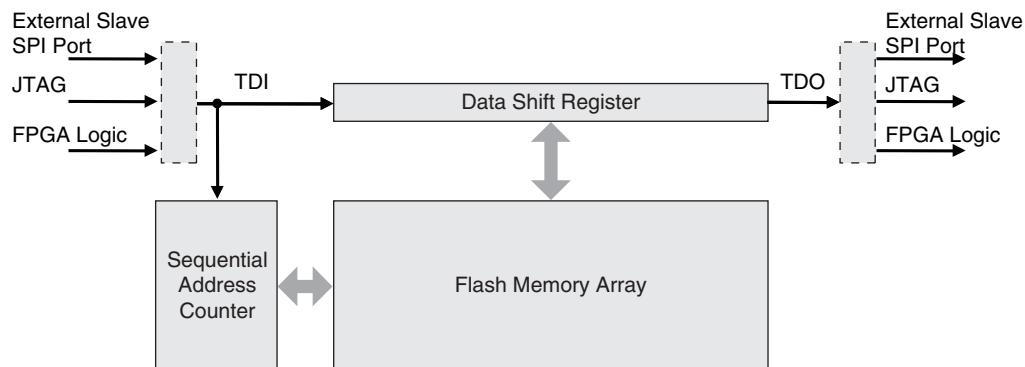 External Slave
SPI Port
JTAG
FPGA Logic
TDI
Data Shift Register
TDO
External Slave
SPI Port
JTAG
FPGA Logic
Sequential
Address
Counter
Flash Memory Array